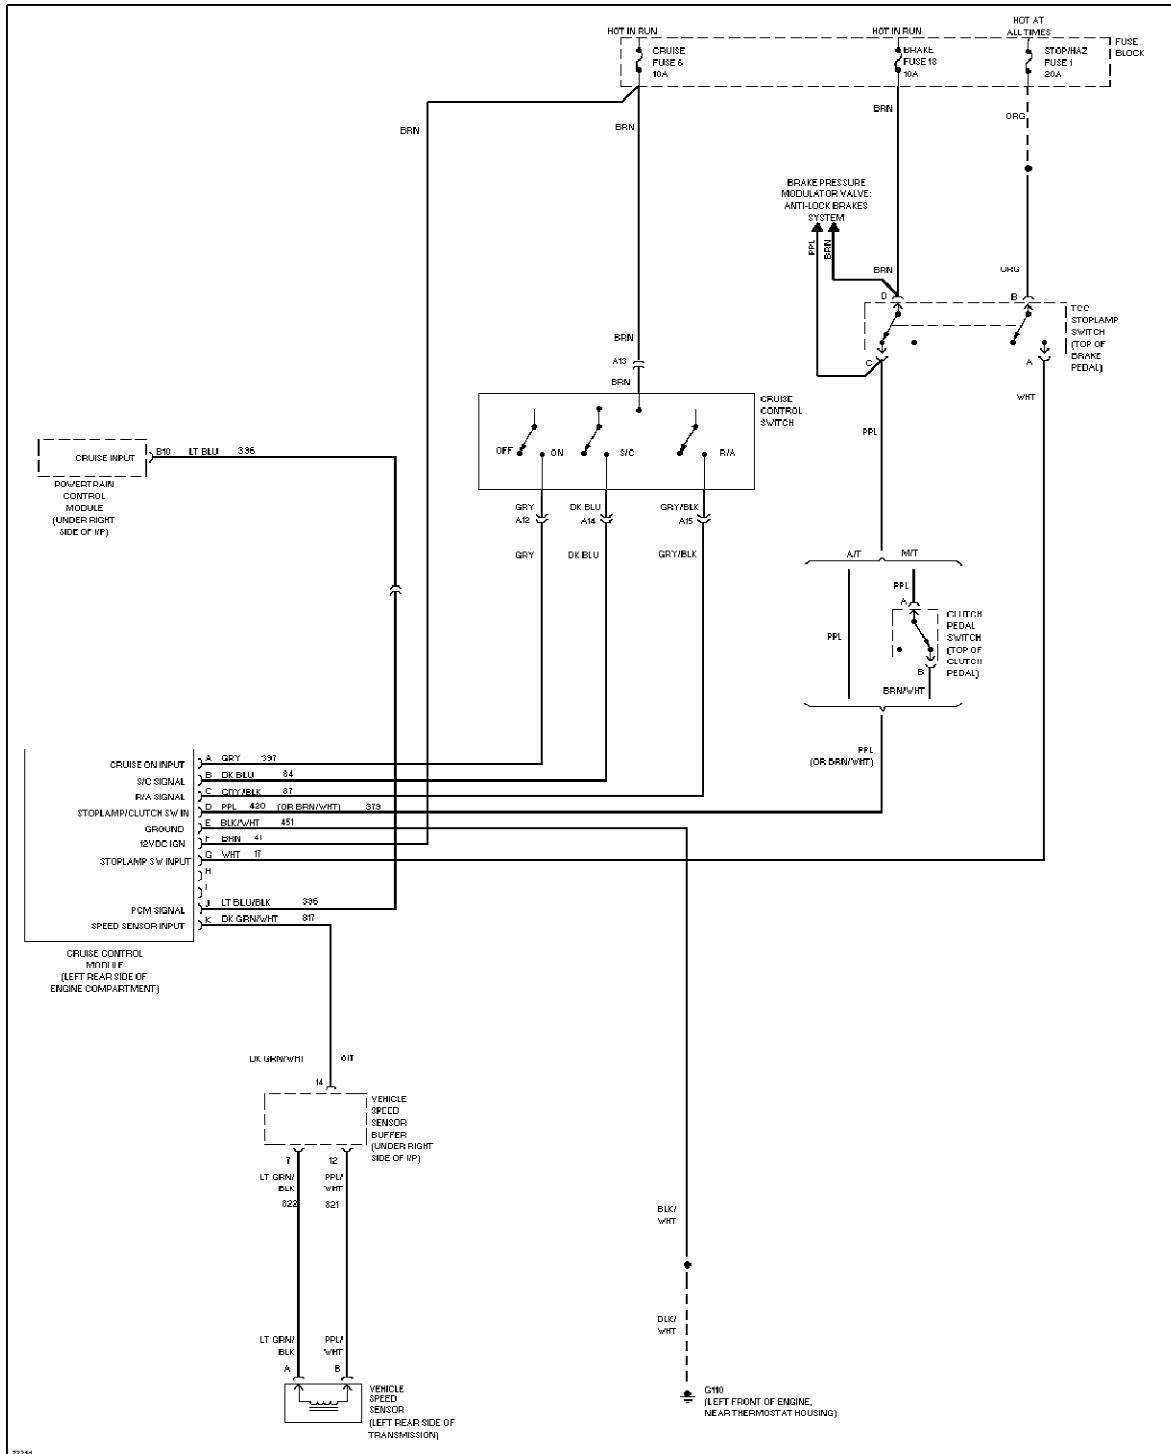 HOT IN RUN
HOT IN RUN
HOT AT
ALL TIMES
CRUISE
FUSE 6
10A
BRAKE
FUSE 18
10A
STOP/HAZ
FUSE 1
20A
FUSE
BLOCK
BRN
BRN
BRN
ORG
BRAKE PRESSURE
MODULATOR VALVE:
ANTI-LOCK BRAKES
SYSTEM
PPL
BRN
BRN
ORG
D
B
TCC
STOPLAMP
SWITCH
(TOP OF
BRAKE
PEDAL)
C
A
BRN
A13
BRN
WHT
CRUISE
CONTROL
SWITCH
OFF
ON
S/C
R/A
PPL
CRUISE INPUT
B10
LT BLU
396
POWERTRAIN
CONTROL
MODULE
(UNDER RIGHT
SIDE OF I/P)
GRY
A12
DK BLU
A14
GRY/BLK
A15
GRY
DK BLU
GRY/BLK
A/T
M/T
PPL
A
PPL
CLUTCH
PEDAL
SWITCH
(TOP OF
CLUTCH
PEDAL)
B
BRN/WHT
PPL
(OR BRN/WHT)
CRUISE ON INPUT
A
GRY
397
S/C SIGNAL
B
DK BLU
84
R/A SIGNAL
C
GRY/BLK
87
STOPLAMP/CLUTCH SW IN
D
PPL
420
(OR BRN/WHT)
379
GROUND
E
BLK/WHT
451
12VDC IGN
F
BRN
41
STOPLAMP SW INPUT
G
WHT
17
H
I
PCM SIGNAL
J
LT BLU/BLK
396
SPEED SENSOR INPUT
K
DK GRN/WHT
817
CRUISE CONTROL
MODULE
(LEFT REAR SIDE OF
ENGINE COMPARTMENT)
DK GRN/WHT
817
14
VEHICLE
SPEED
SENSOR
BUFFER
(UNDER RIGHT
SIDE OF I/P)
7
12
LT GRN/
BLK
822
PPL/
WHT
821
BLK/
WHT
BLK/
WHT
LT GRN/
BLK
PPL/
WHT
A
B
VEHICLE
SPEED
SENSOR
(LEFT REAR SIDE OF
TRANSMISSION)
G110
(LEFT FRONT OF ENGINE,
NEAR THERMOSTAT HOUSING)